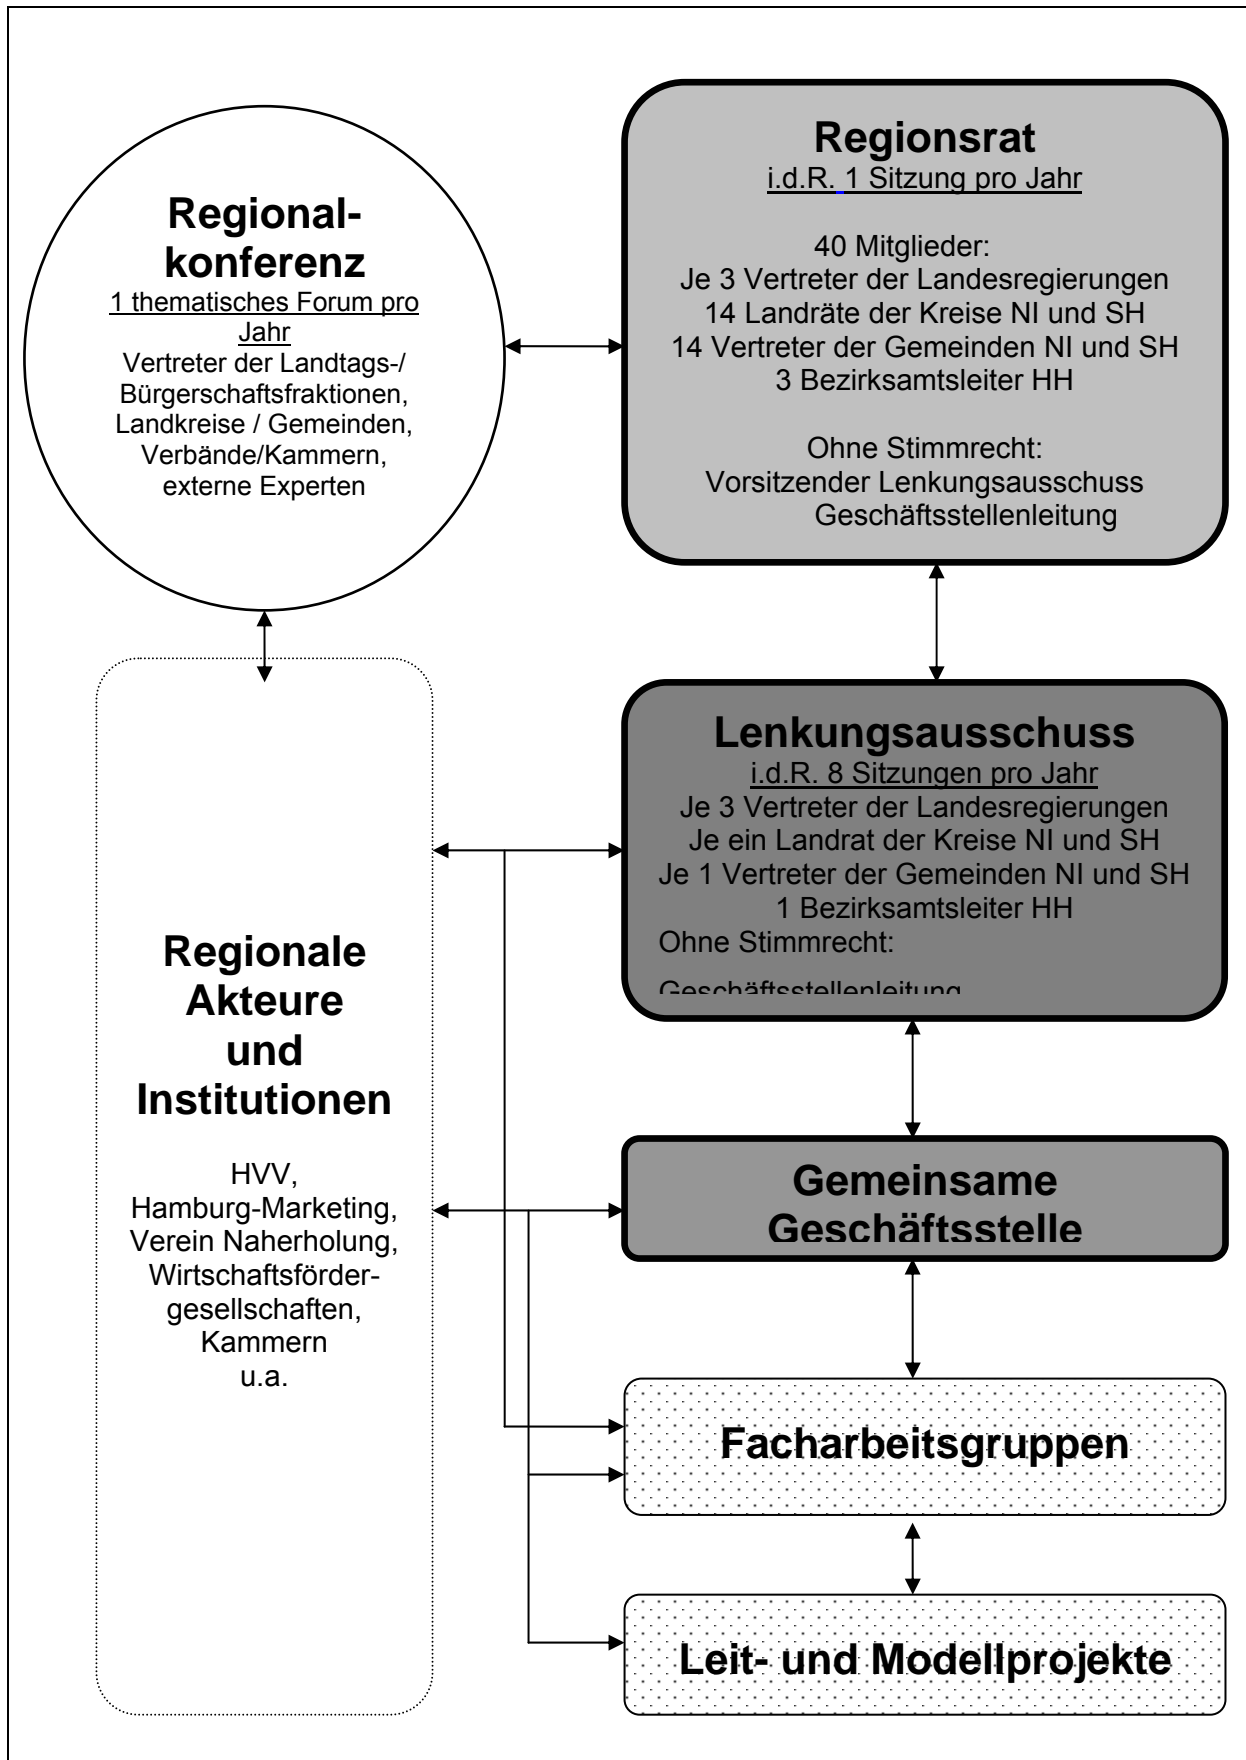 Regional-
konferenz
1 thematisches Forum pro
Jahr
Vertreter der Landtags-/
Bürgerschaftsfraktionen,
Landkreise / Gemeinden,
Verbände/Kammern,
externe Experten
Regionsrat
i.d.R. 1 Sitzung pro Jahr
40 Mitglieder:
Je 3 Vertreter der Landesregierungen
14 Landräte der Kreise NI und SH
14 Vertreter der Gemeinden NI und SH
3 Bezirksamtsleiter HH
Ohne Stimmrecht:
Vorsitzender Lenkungsausschuss
Geschäftsstellenleitung
Lenkungsausschuss
i.d.R. 8 Sitzungen pro Jahr
Je 3 Vertreter der Landesregierungen
Je ein Landrat der Kreise NI und SH
Je 1 Vertreter der Gemeinden NI und SH
1 Bezirksamtsleiter HH
Ohne Stimmrecht:
Geschäftsstellenleitung
Regionale
Akteure
und
Institutionen
HVV,
Hamburg-Marketing,
Verein Naherholung,
Wirtschaftsförder-
gesellschaften,
Kammern
u.a.
Gemeinsame
Geschäftsstelle
Facharbeitsgruppen
Leit- und Modellprojekte